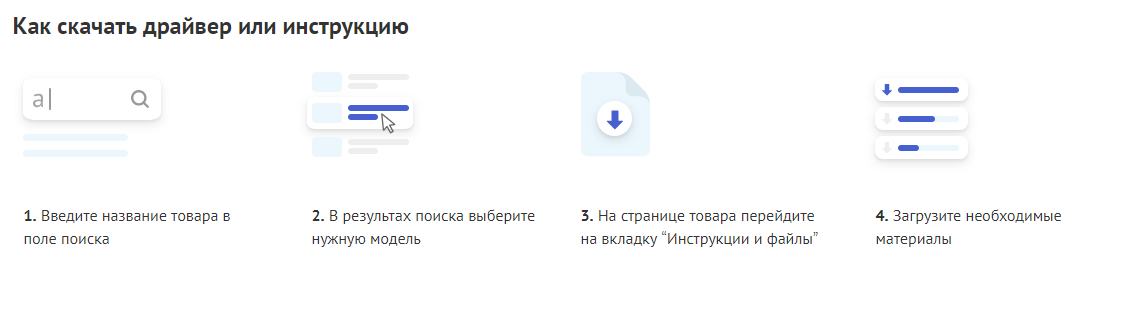 Как скачать драйвер или инструкцию
a
1. Введите название товара в
поле поиска
2. В результах поиска выберите
нужную модель
3. На странице товара перейдите
на вкладку “Инструкции и файлы”
4. Загрузите необходимые
материалы